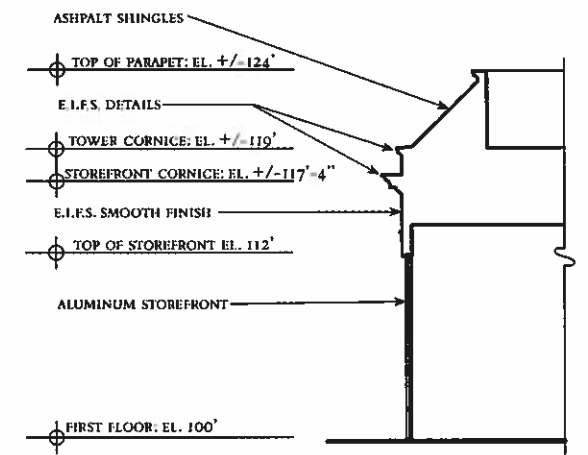 ASHPALT SHINGLES
TOP OF PARAPET: EL. +/-124'
E.I.F.S. DETAILS
TOWER CORNICE: EL. +/-119'
STOREFRONT CORNICE: EL. +/-117'-4"
E.I.F.S. SMOOTH FINISH
TOP OF STOREFRONT EL. 112'
ALUMINUM STOREFRONT
FIRST FLOOR: EL. 100'